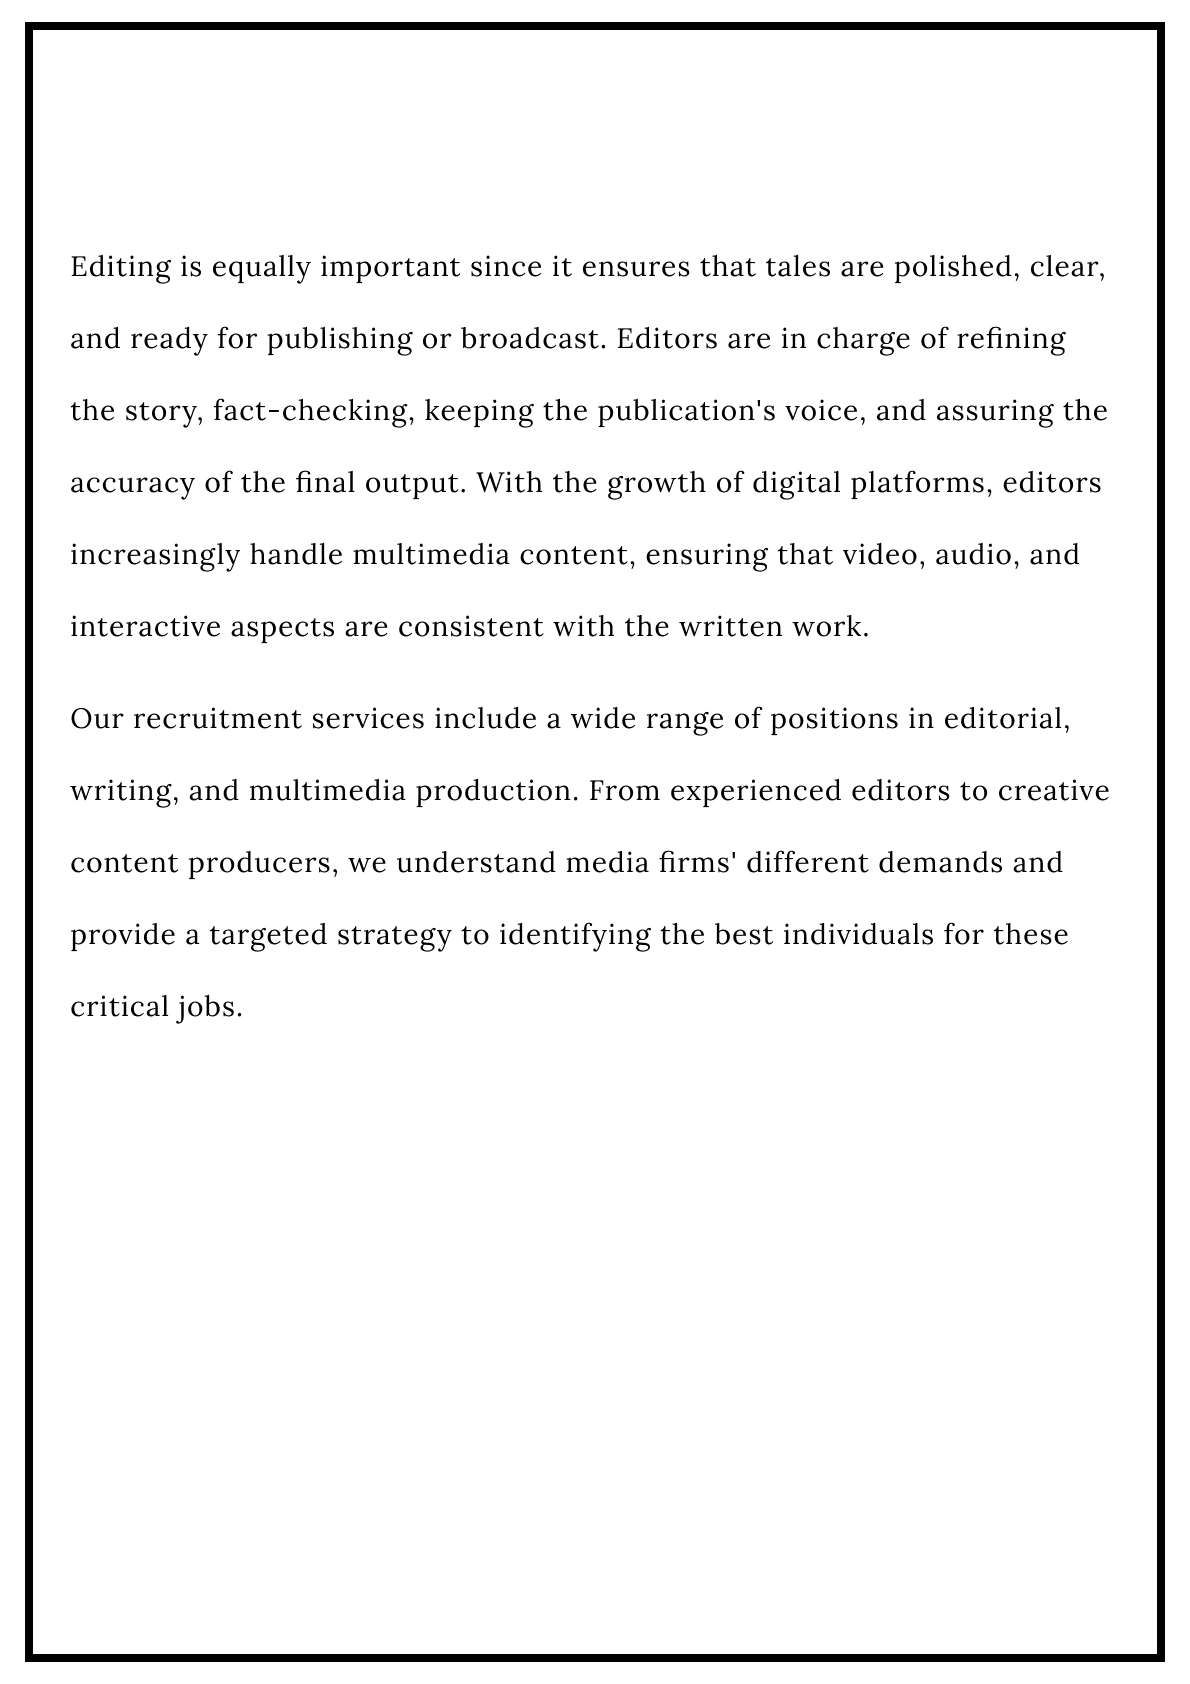 Editing is equally important since it ensures that tales are polished, clear,
and ready for publishing or broadcast. Editors are in charge of refining
the story, fact-checking, keeping the publication's voice, and assuring the
accuracy of the final output. With the growth of digital platforms, editors
increasingly handle multimedia content, ensuring that video, audio, and
interactive aspects are consistent with the written work.
Our recruitment services include a wide range of positions in editorial,
writing, and multimedia production. From experienced editors to creative
content producers, we understand media firms' different demands and
provide a targeted strategy to identifying the best individuals for these
critical jobs.